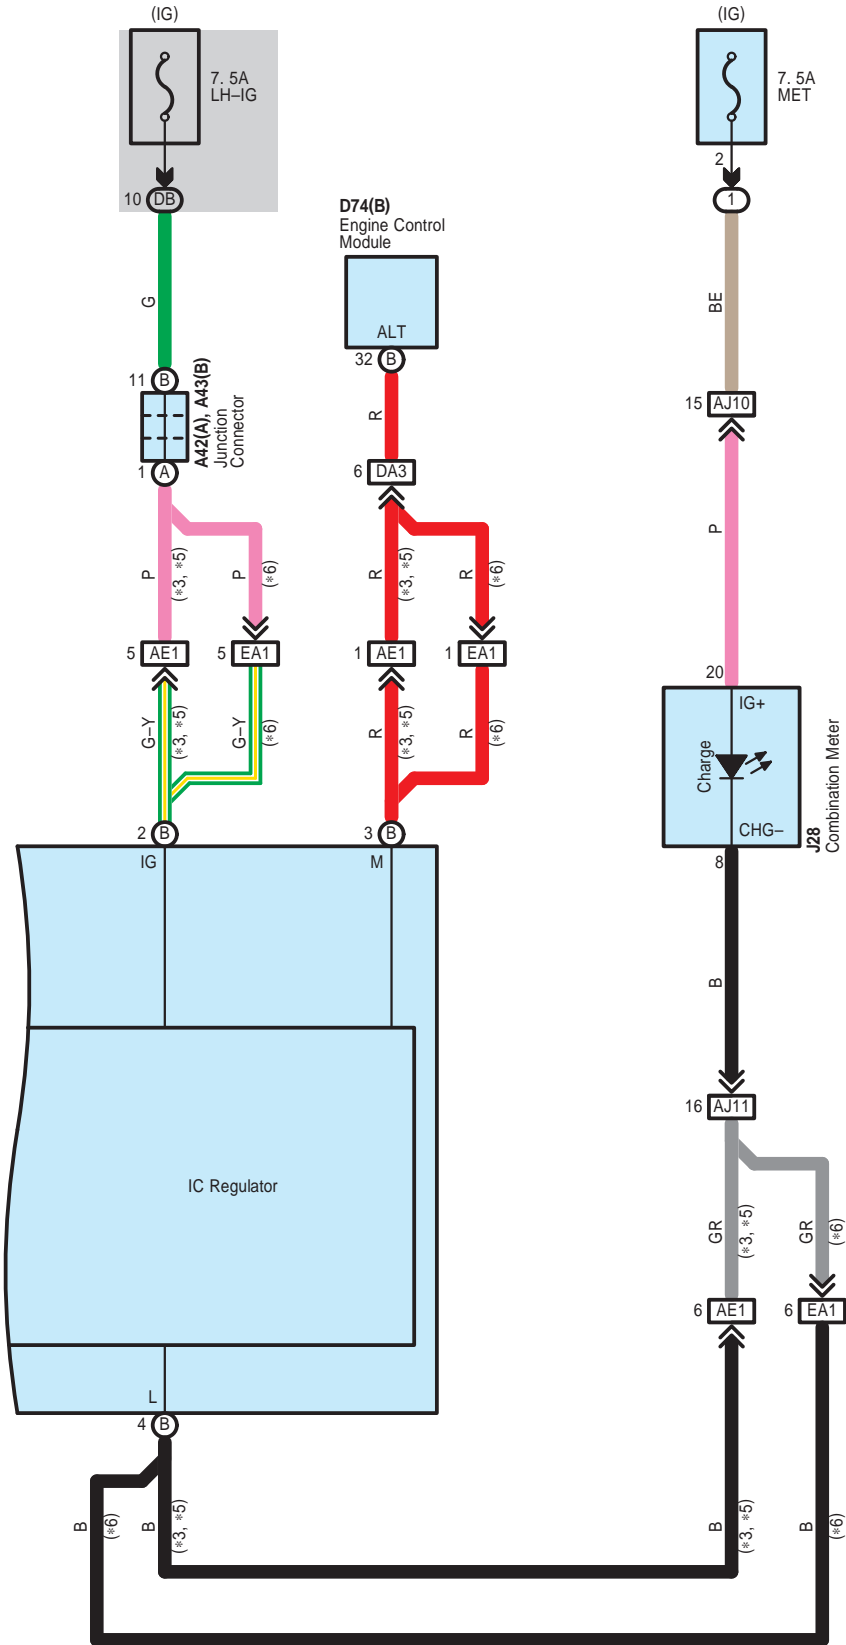 (IG)
(IG)
7. 5A
LH–IG
7. 5A
MET
10 DB
2
1
D74(B)
Engine Control
Module
G
BE
ALT
32 B
11 B
A42(A), A43(B)
Junction
Connector
R
15 AJ10
1 A
6 DA3
P
P
(*3, *5)
P
(*6)
R
(*3, *5)
R
(*6)
5 AE1
5 EA1
1 AE1
1 EA1
20
IG+
G–Y
(*3, *5)
G–Y
(*6)
R
(*3, *5)
R
(*6)
Charge
J28
Combination Meter
CHG–
2 B
3 B
8
IG
M
B
16 AJ11
IC Regulator
GR
(*3, *5)
GR
(*6)
6 AE1
6 EA1
L
4 B
B
(*6)
B
(*3, *5)
B
(*3, *5)
B
(*6)